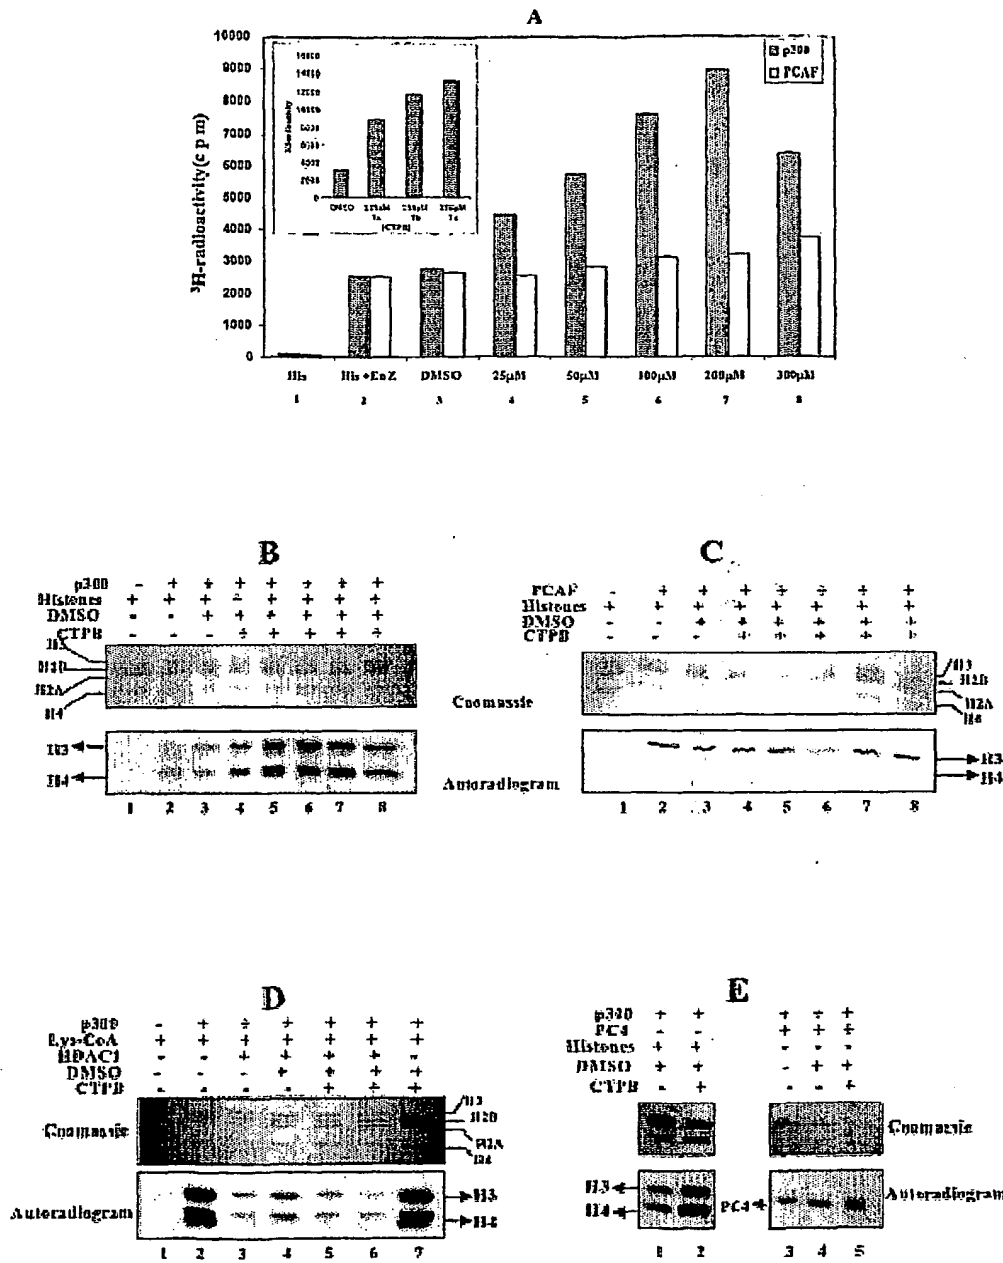 A
10000
9000
8000
7000
6000
5000
4000
3000
2000
1000
0
³H-radioactivity(c p m)
p300
PCAF
DMSO
[CTPB]
His
His +EnZ
DMSO
25μM
50μM
100μM
200μM
300μM
1 2 3 4 5 6 7 8
B
p300 - + + + + + + +
Histones + + + + + + + +
DMSO - - + + + + + +
CTPB - - - + + + + +
H3
H2B
H2A
H4
Coomassie
H3
H4
Autoradiogram
1 2 3 4 5 6 7 8
C
PCAF - + + + + + + +
Histones + + + + + + + +
DMSO - - + + + + + +
CTPB - - - + + + + +
H3
H2B
H2A
H4
H3
H4
1 2 3 4 5 6 7 8
D
p300 - + + + + + +
Lys-CoA + + + + + + +
HDAC1 - - + + + + -
DMSO - - - + + + +
CTPB - - - - + + +
Coomassie
H3
H2B
H2A
H4
Autoradiogram
H3
H4
1 2 3 4 5 6 7
E
p300 + + + + +
PC4 - - + + +
Histones + + - - -
DMSO + + - + +
CTPB - + - - +
Coomassie
H3
H4
PC4
Autoradiogram
1 2 3 4 5